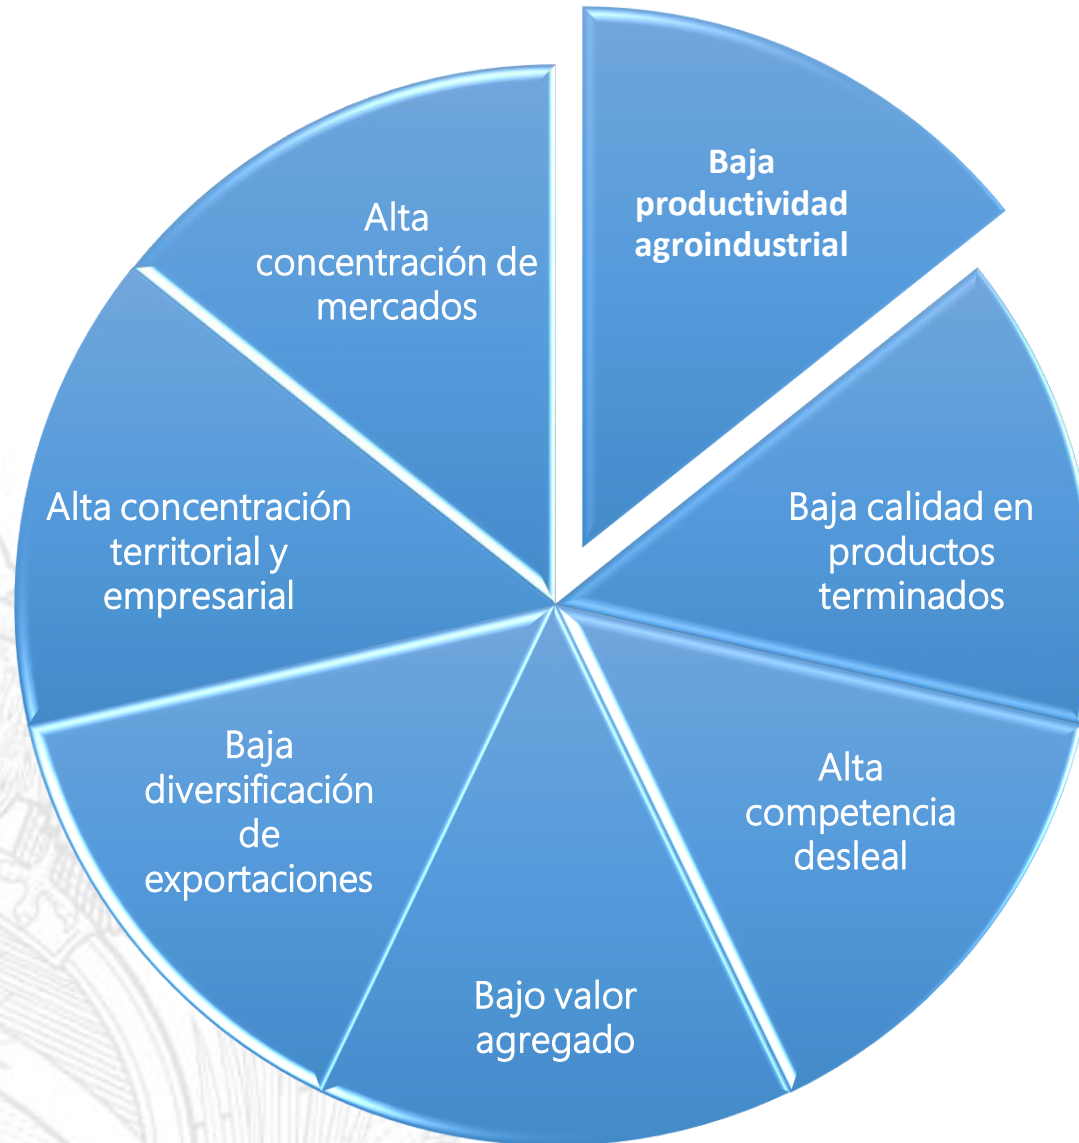 Baja
productividad
agroindustrial
Baja calidad en
productos
terminados
Alta
competencia
desleal
Bajo valor
agregado
Baja
diversificación
de
exportaciones
Alta concentración
territorial y
empresarial
Alta
concentración de
mercados